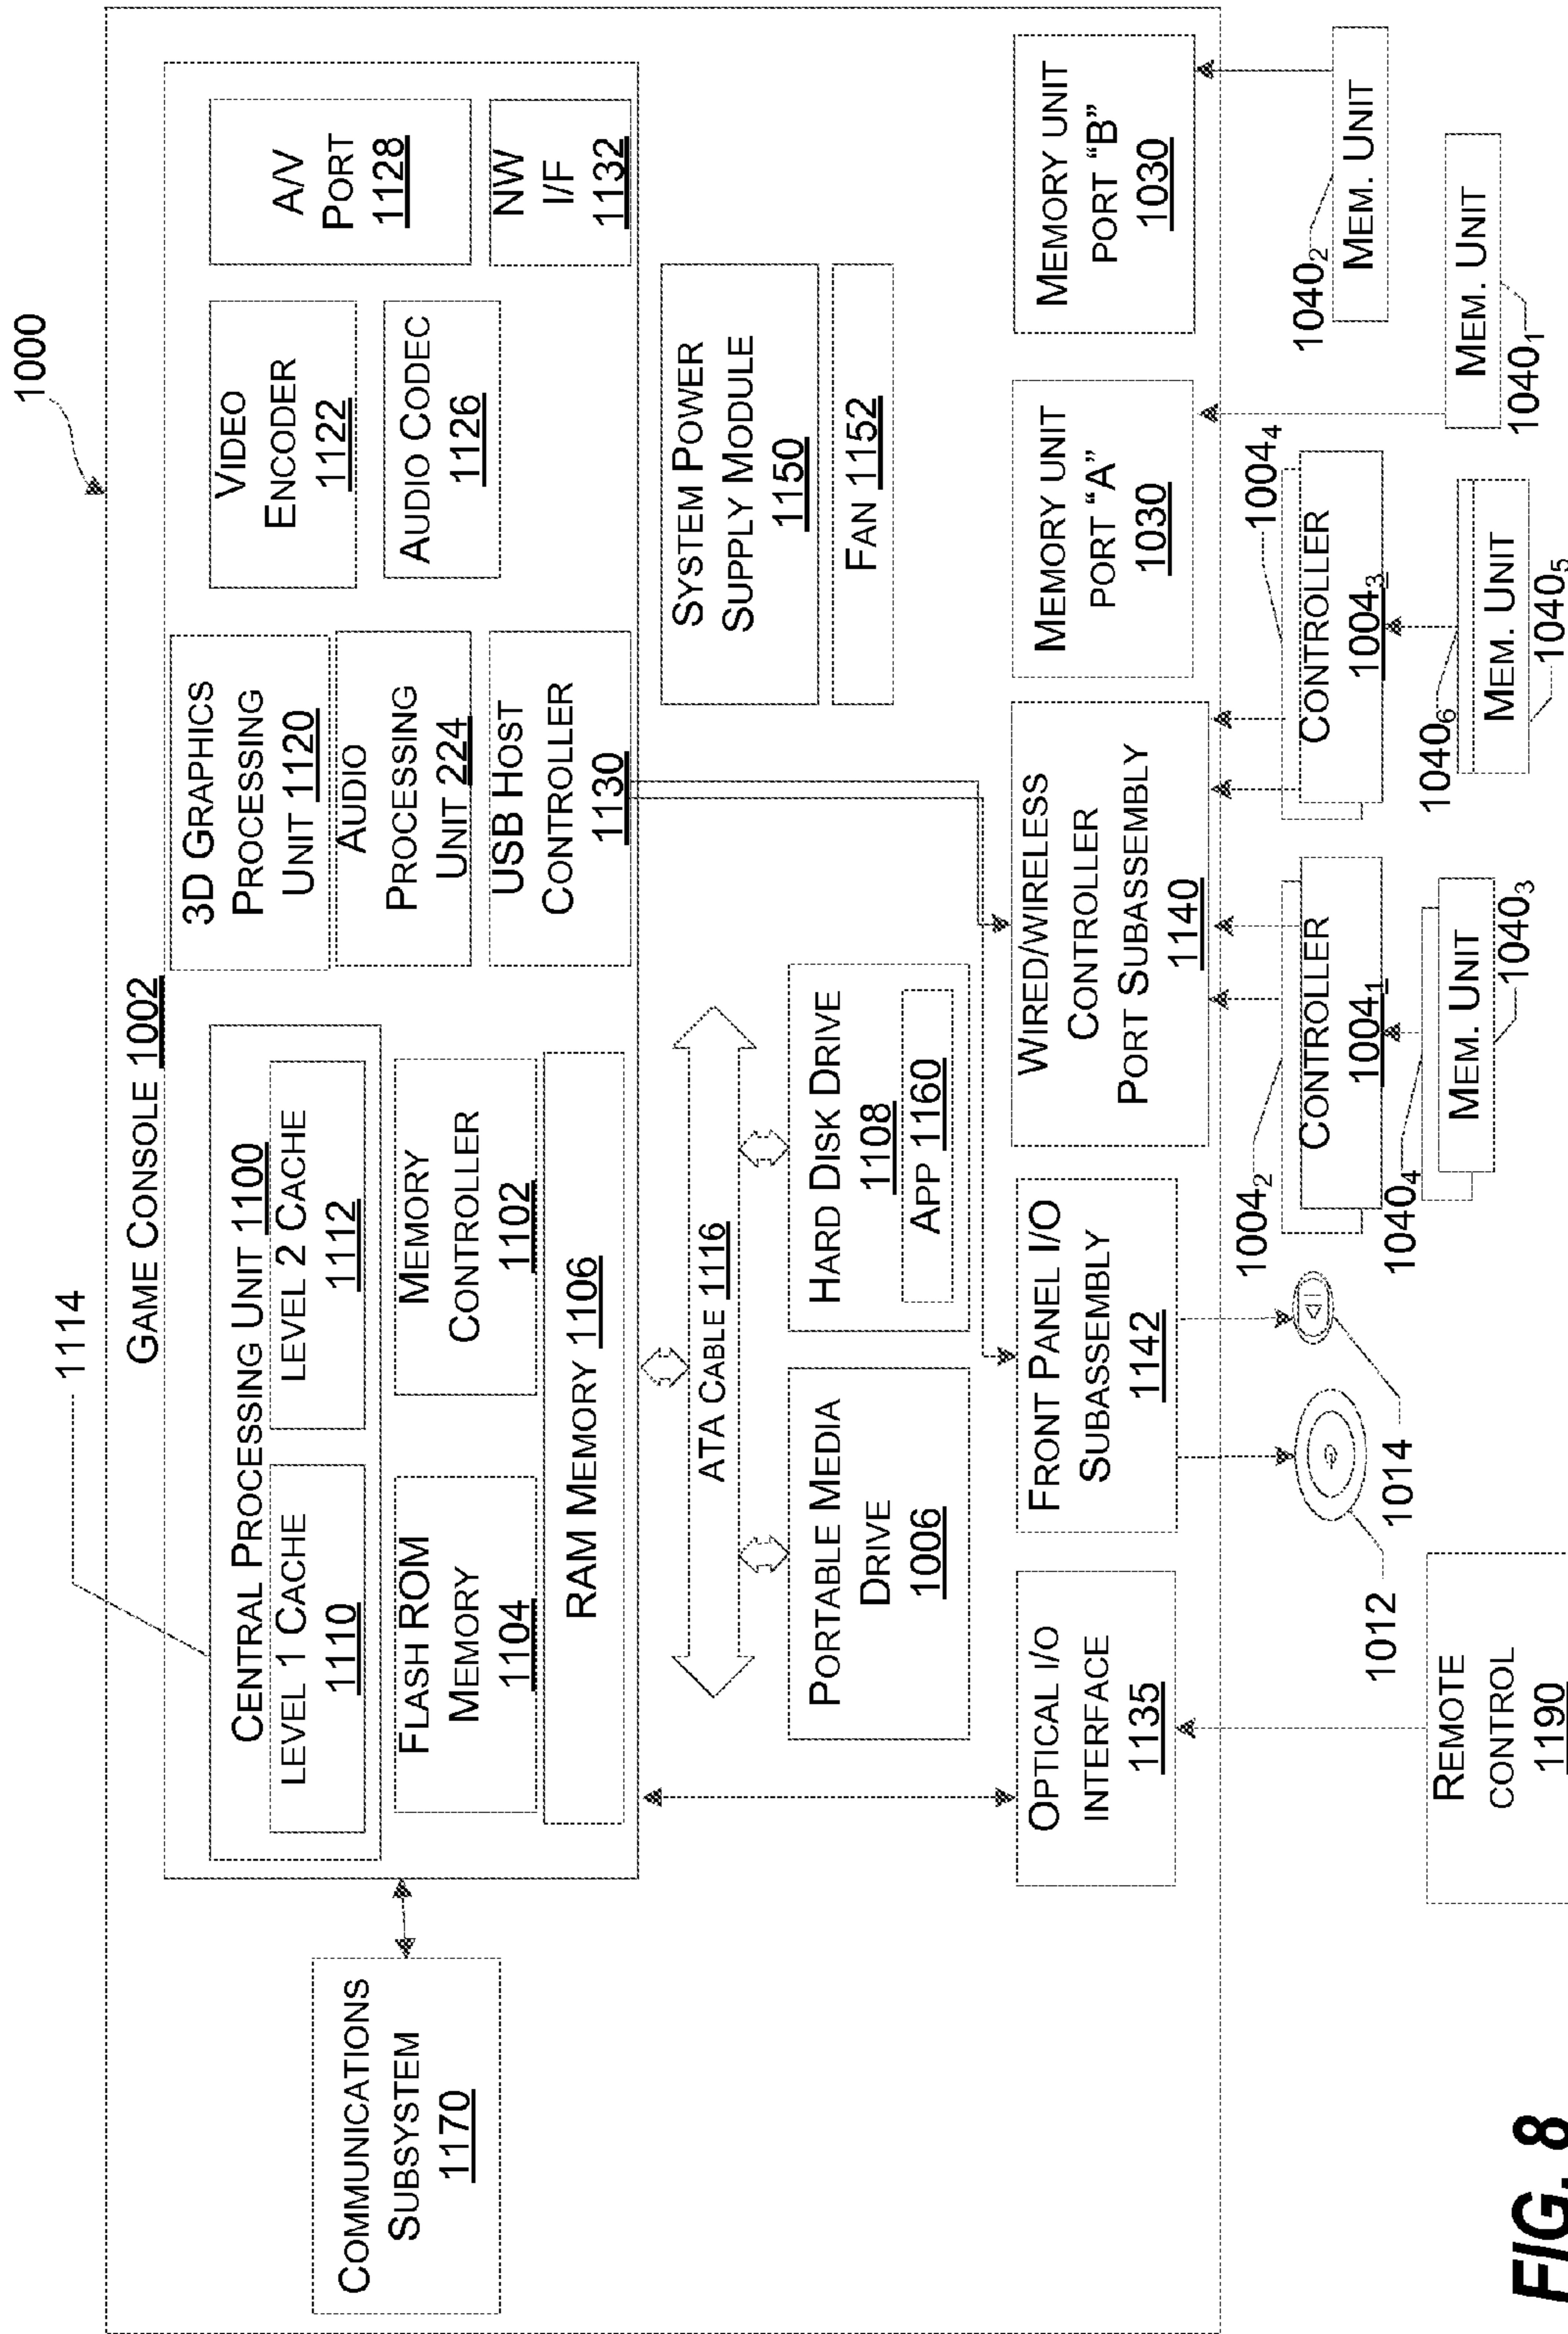 1000
1114
GAME CONSOLE 1002
CENTRAL PROCESSING UNIT 1100
LEVEL 1 CACHE
1110
LEVEL 2 CACHE
1112
FLASH ROM
MEMORY
1104
MEMORY
CONTROLLER
1102
RAM MEMORY 1106
3D GRAPHICS
PROCESSING
UNIT 1120
AUDIO
PROCESSING
UNIT 224
USB HOST
CONTROLLER
1130
VIDEO
ENCODER
1122
AUDIO CODEC
1126
A/V
PORT
1128
NW
I/F
1132
COMMUNICATIONS
SUBSYSTEM
1170
ATA CABLE 1116
SYSTEM POWER
SUPPLY MODULE
1150
FAN 1152
PORTABLE MEDIA
DRIVE
1006
HARD DISK DRIVE
1108
APP 1160
OPTICAL I/O
INTERFACE
1135
FRONT PANEL I/O
SUBASSEMBLY
1142
WIRED/WIRELESS
CONTROLLER
PORT SUBASSEMBLY
1140
MEMORY UNIT
PORT "A"
1030
MEMORY UNIT
PORT "B"
1030
1012
1014
1004₂
CONTROLLER
1004₁
1040₄
MEM. UNIT
1040₃
1004₄
CONTROLLER
1004₃
1040₆
MEM. UNIT
1040₅
1040₂
MEM. UNIT
MEM. UNIT
1040₁
REMOTE
CONTROL
1190
FIG. 8